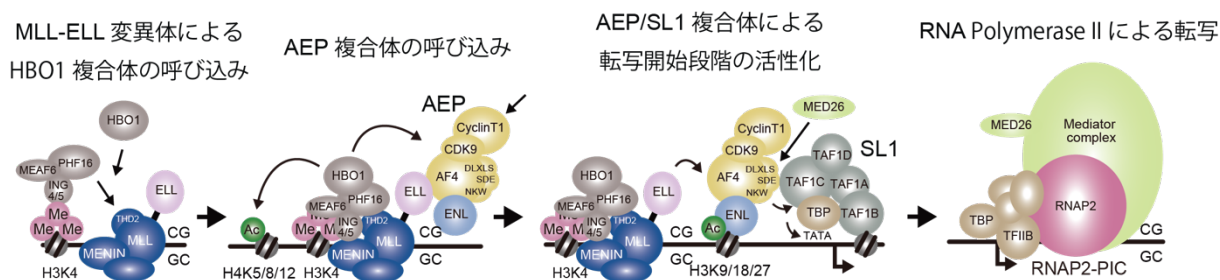 MLL-ELL 変異体による
HBO1 複合体の呼び込み
HBO1
MEAF6
PHF16
ING
4/5
Me
Me
Me
THD2
MLL
MENIN
ELL
CG
GC
H3K4
AEP 複合体の呼び込み
AEP
CyclinT1
CDK9
AF4
DLXLS
SDE
NKW
ENL
ELL
HBO1
MEAF6
PHF16
ING
4/5
Me
THD2
MLL
MENIN
Ac
CG
GC
H4K5/8/12
H3K4
AEP/SL1 複合体による
転写開始段階の活性化
MED26
CyclinT1
CDK9
AF4
DLXLS
SDE
NKW
ENL
SL1
TAF1D
TAF1C
TAF1A
TAF1B
TBP
TATA
HBO1
MEAF6
PHF16
ING
4/5
Me
THD2
MLL
MENIN
ELL
Ac
CG
GC
H3K4
H3K9/18/27
RNA Polymerase II による転写
MED26
Mediator
complex
RNAP2
TBP
TFIIB
CG
GC
RNAP2-PIC